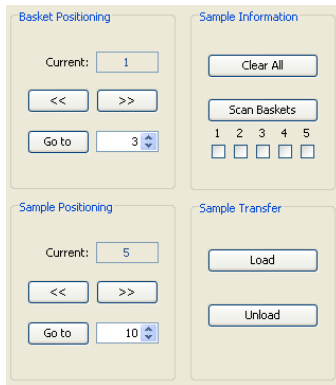 Basket Positioning
Current: 1
<< >>
Go to 3
Sample Information
Clear All
Scan Baskets
1 2 3 4 5
Sample Positioning
Current: 5
<< >>
Go to 10
Sample Transfer
Load
Unload